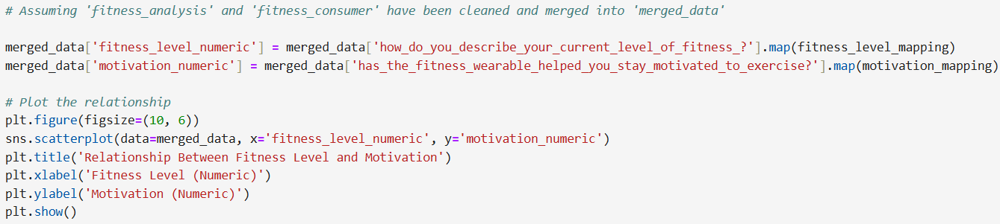 # Assuming 'fitness_analysis' and 'fitness_consumer' have been cleaned and merged into 'merged_data'
merged_data['fitness_level_numeric'] = merged_data['how_do_you_describe_your_current_level_of_fitness_?'].map(fitness_level_mapping)
merged_data['motivation_numeric'] = merged_data['has_the_fitness_wearable_helped_you_stay_motivated_to_exercise?'].map(motivation_mapping)
# Plot the relationship
plt.figure(figsize=(10, 6))
sns.scatterplot(data=merged_data, x='fitness_level_numeric', y='motivation_numeric')
plt.title('Relationship Between Fitness Level and Motivation')
plt.xlabel('Fitness Level (Numeric)')
plt.ylabel('Motivation (Numeric)')
plt.show()